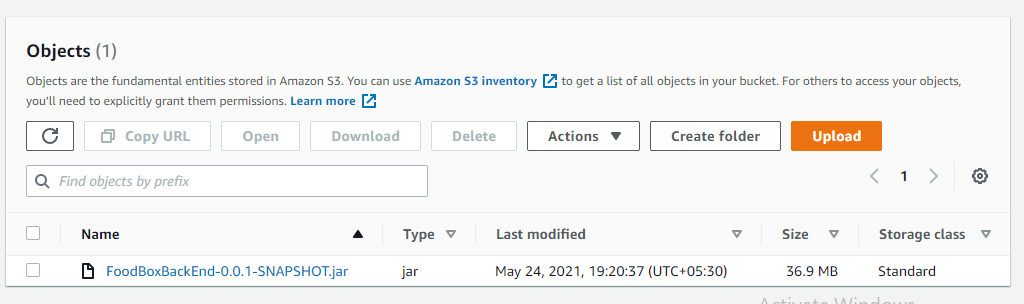 Objects (1)
Objects are the fundamental entities stored in Amazon S3. You can use Amazon S3 inventory to get a list of all objects in your bucket. For others to access your objects,
you'll need to explicitly grant them permissions. Learn more
Copy URL Open Download Delete Actions Create folder Upload
Find objects by prefix 1
Name Type Last modified Size Storage class
FoodBoxBackEnd-0.0.1-SNAPSHOT.jar jar May 24, 2021, 19:20:37 (UTC+05:30) 36.9 MB Standard
Activate Windows